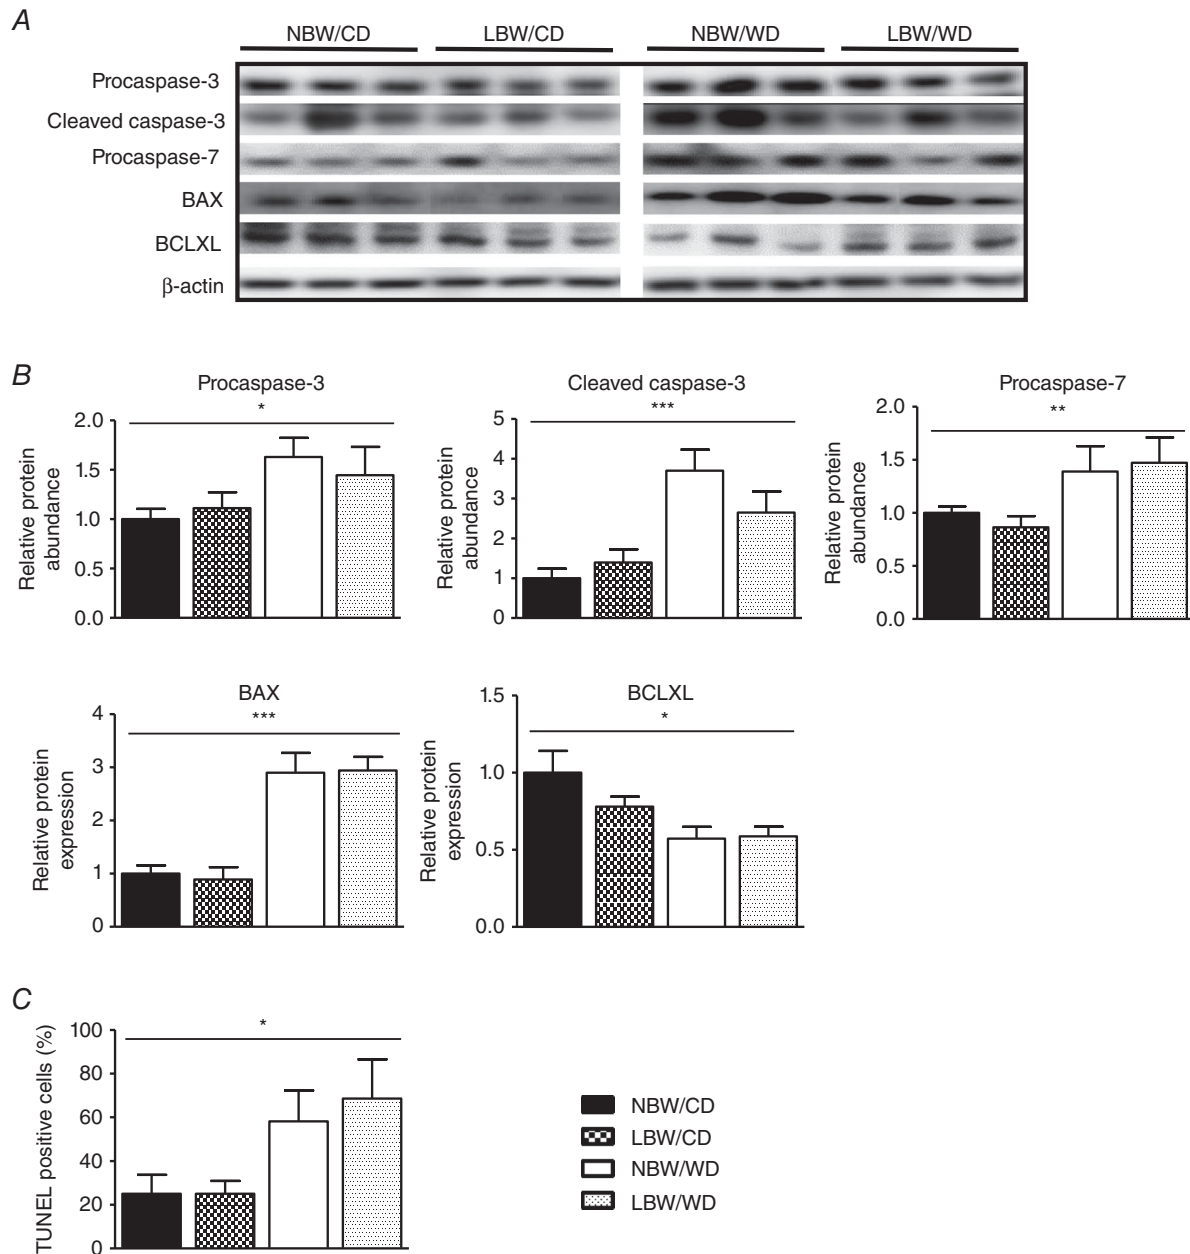 A
NBW/CD LBW/CD NBW/WD LBW/WD
Procaspase-3
Cleaved caspase-3
Procaspase-7
BAX
BCLXL
β-actin
B
Procaspase-3
*
2.0
1.5
1.0
0.5
0.0
Relative protein
abundance
Cleaved caspase-3
***
5
4
3
2
1
0
Relative protein
abundance
Procaspase-7
**
2.0
1.5
1.0
0.5
0.0
Relative protein
abundance
BAX
***
4
3
2
1
0
Relative protein
expression
BCLXL
*
1.5
1.0
0.5
0.0
Relative protein
expression
C
*
100
80
60
40
20
0
TUNEL positive cells (%)
NBW/CD
LBW/CD
NBW/WD
LBW/WD